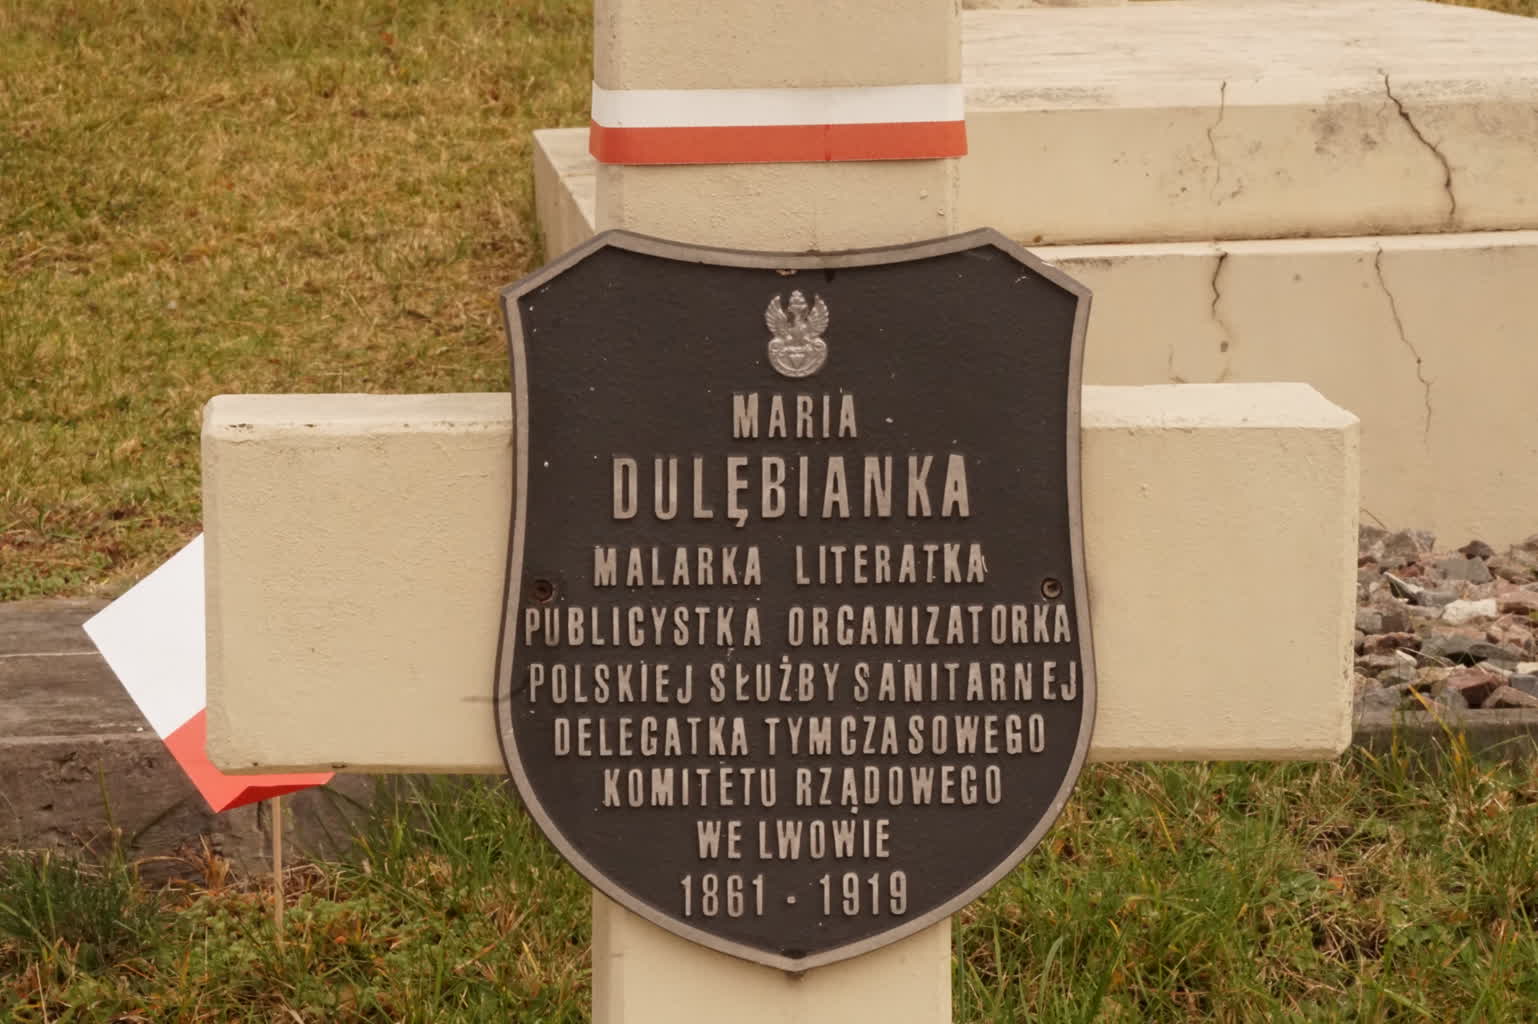 MARIA
DULĘBIANKA
MALARKA LITERATKA
PUBLICYSTKA ORGANIZATORKA
POLSKIEJ SŁUŻBY SANITARNEJ
DELEGATKA TYMCZASOWEGO
KOMITETU RZĄDOWEGO
WE LWOWIE
1861 · 1919